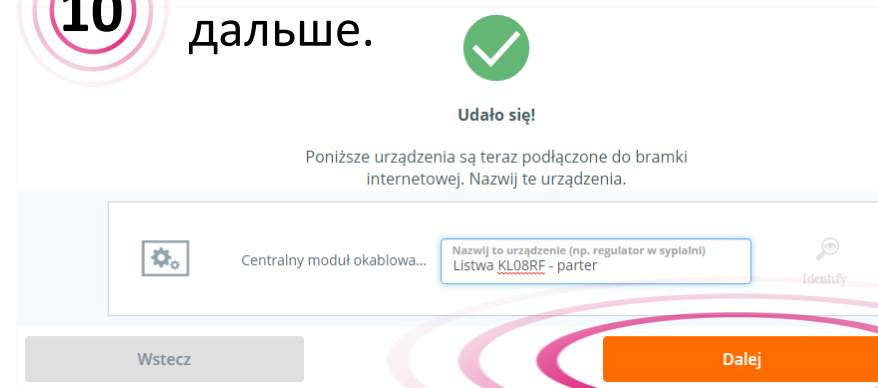 10
дальше.
Udało się!
Poniższe urządzenia są teraz podłączone do bramki
internetowej. Nazwij te urządzenia.
Centralny moduł okablowa...
Nazwij to urządzenie (np. regulator w sypialni)
Listwa KL08RF - parter
Identify
Wstecz
Dalej